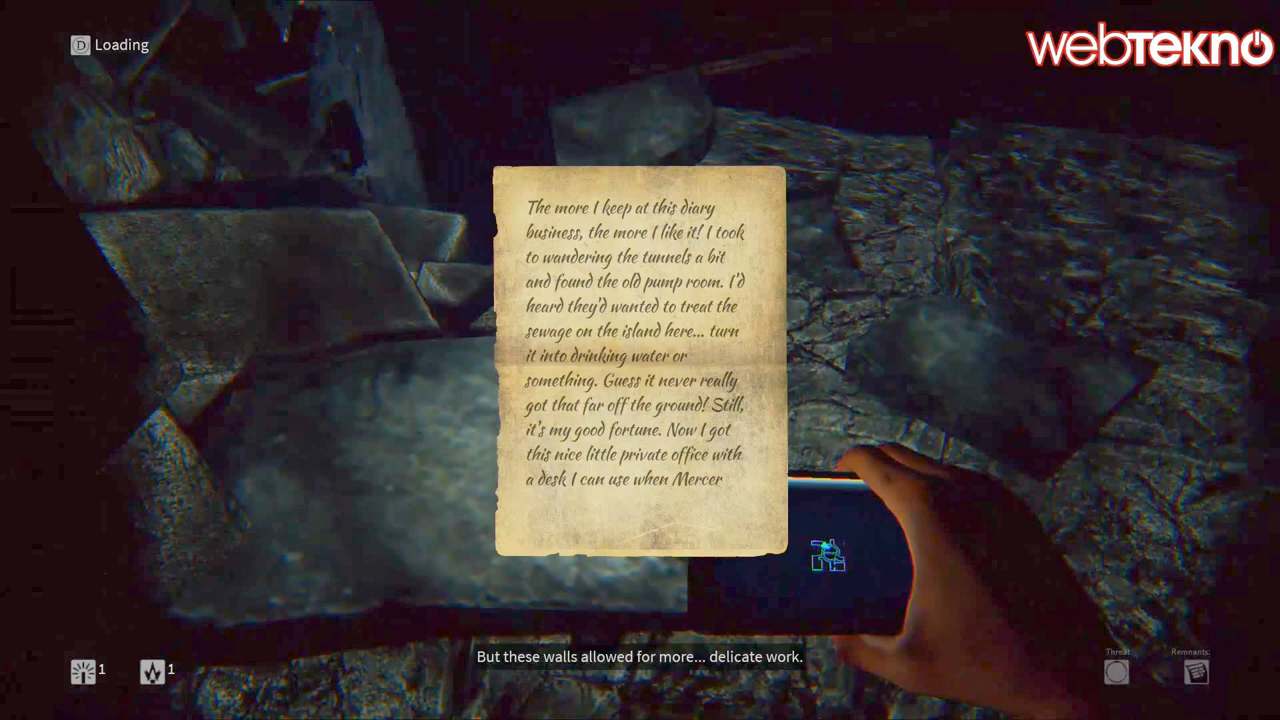 D Loading
webTEKNO
The more I keep at this diary
business, the more I like it! I took
to wandering the tunnels a bit
and found the old pump room. I'd
heard they'd wanted to treat the
sewage on the island here... turn
it into drinking water or
something. Guess it never really
got that far off the ground! Still,
it's my good fortune. Now I got
this nice little private office with
a desk I can use when Mercer
But these walls allowed for more... delicate work.
1
1
Threat
Remnants: